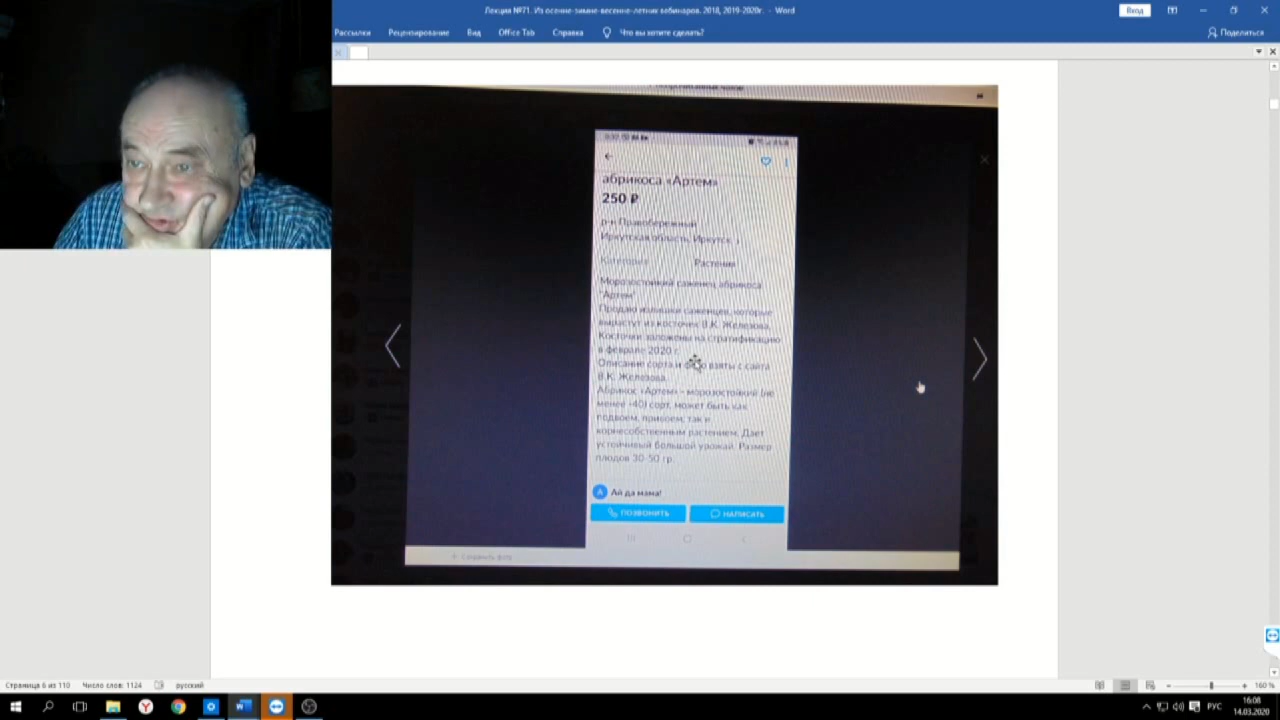 Лекция №71. Из осенне-зимне-весенне-летних вебинаров. 2018, 2019-2020г. - Word
Вход
Рассылки Рецензирование Вид Office Tab Справка Что вы хотите сделать? Поделиться
абрикоса «Артем»
250 ₽
р-н Правобережный
Иркутская область, Иркутск
Категория Растения
Морозостойкий саженец абрикоса
"Артем"
Продаю излишки саженцев, которые
вырастут из косточек В.К. Железова.
Косточки заложены на стратификацию
в феврале 2020 г.
Описание сорта и фото взяты с сайта
В.К. Железова.
Абрикос «Артем» - морозостойкий (не
менее -40) сорт, может быть как
подвоем, привоем, так и
корнесобственным растением. Дает
устойчивый большой урожай. Размер
плодов 30-50 гр.
А Ай да мама!
ПОЗВОНИТЬ НАПИСАТЬ
+ Сохранить фото
Страница 6 из 110 Число слов: 1124 русский 160 %
РУС 16:08
14.03.2020